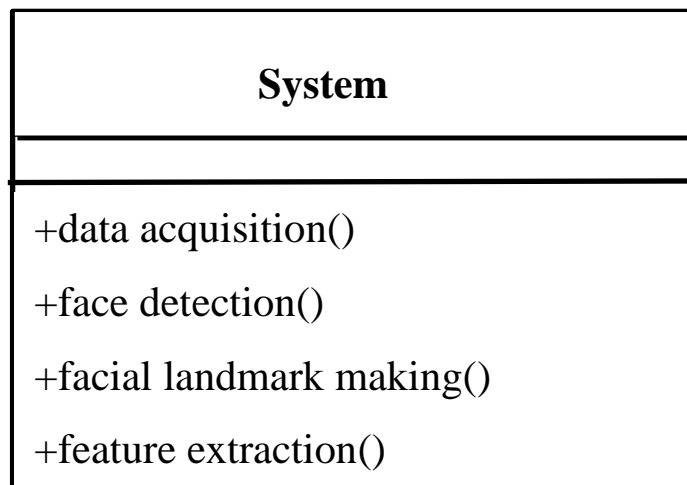 System
+data acquisition()
+face detection()
+facial landmark making()
+feature extraction()